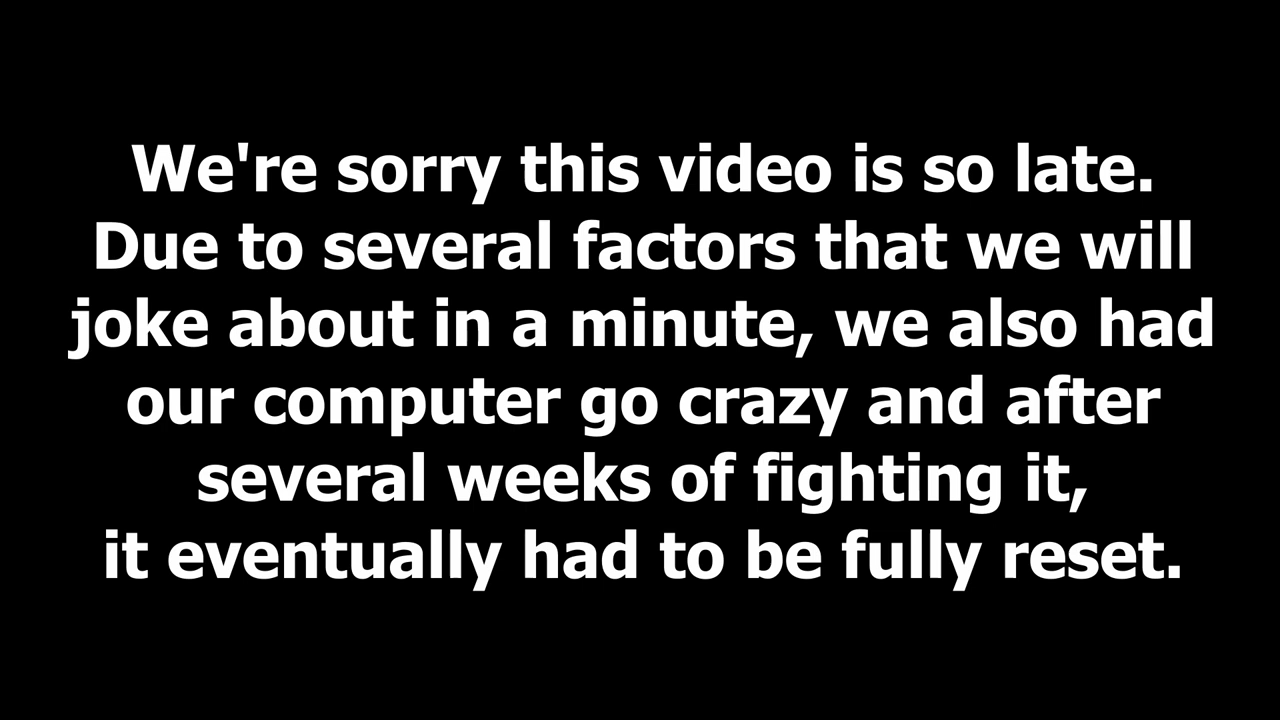 We're sorry this video is so late.
Due to several factors that we will
joke about in a minute, we also had
our computer go crazy and after
several weeks of fighting it,
it eventually had to be fully reset.